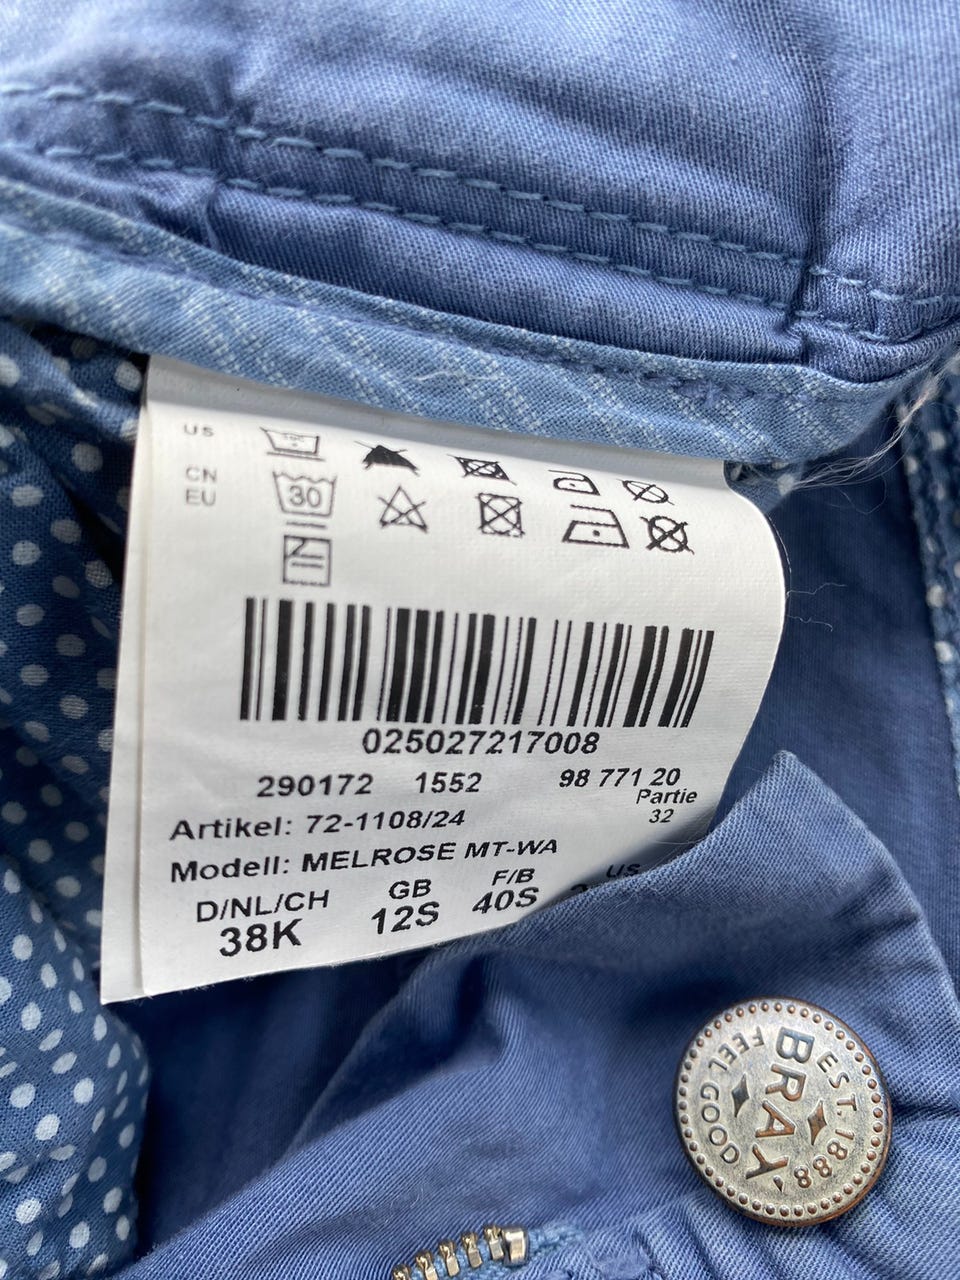 US
CN
EU
30
025027217008
290172 1552 98 771 20
Partie
32
Artikel: 72-1108/24
Modell: MELROSE MT-WA
D/NL/CH GB F/B US
38K 12S 40S
BRAX
FEEL GOOD
EST. 1888